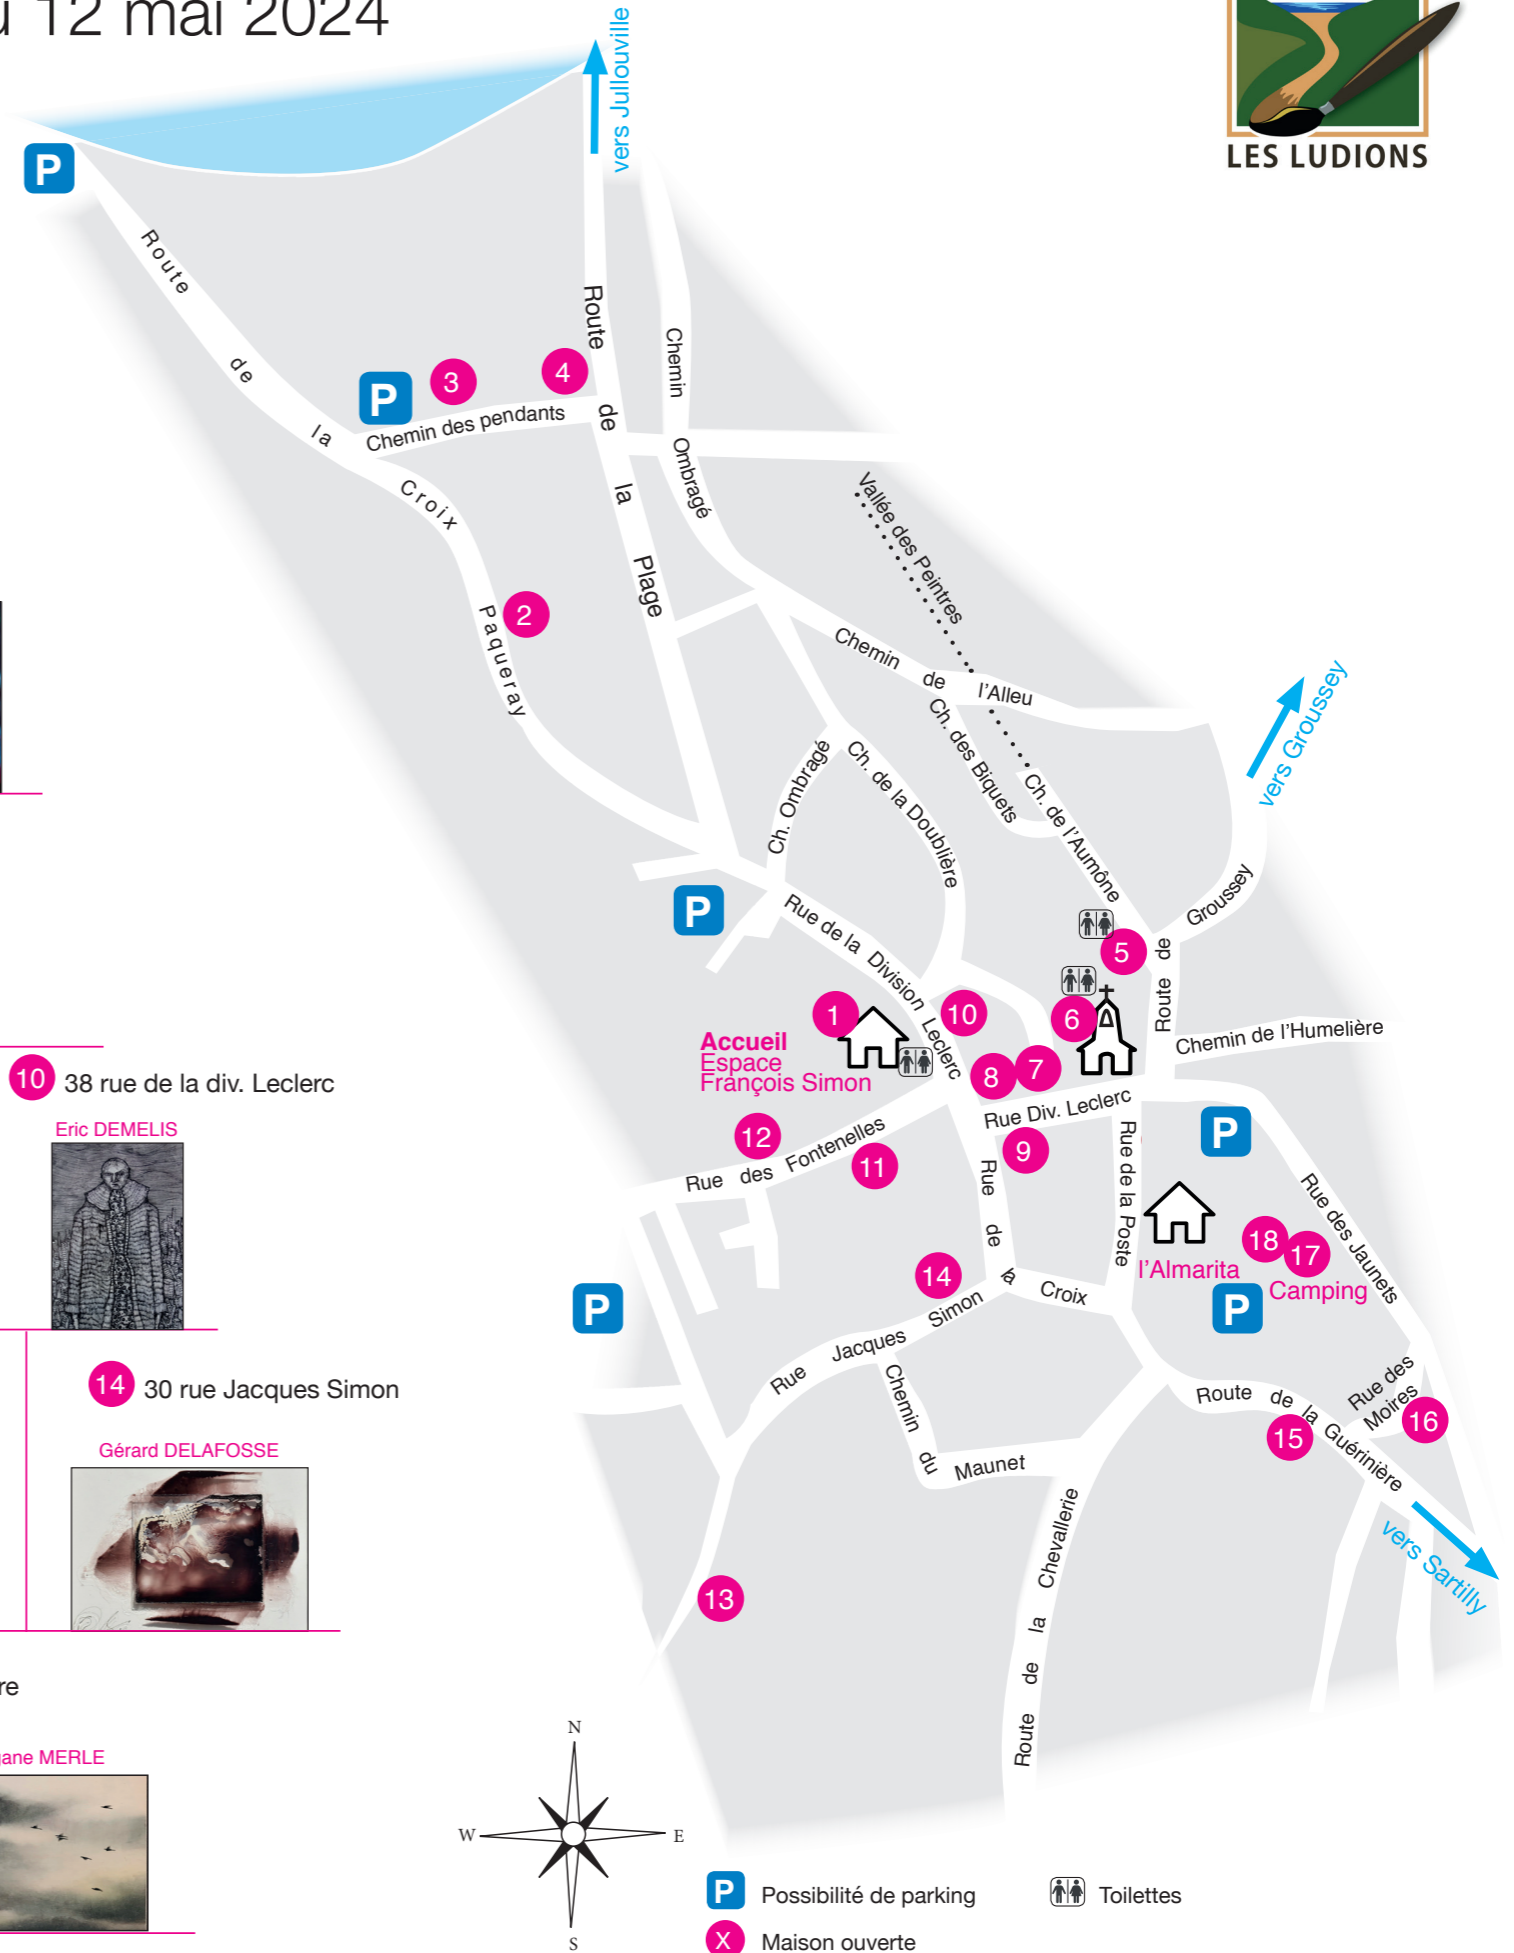 12 mai 2024
LES LUDIONS
vers Jullouville
P
Route de la Croix Paqueray
Route de la Plage
Chemin Ombragé
P
3
4
Chemin des pendants
2
Vallée des Peintres
Chemin de l'Alleu
Ch. des Biquets
Ch. Ombragé
Ch. de la Doublière
Ch. de l'Aumône
vers Groussey
Route de Groussey
P
Rue de la Division Leclerc
5
1
10
6
Accueil
Espace
François Simon
8
7
Chemin de l'Humelière
Rue Div. Leclerc
P
12
9
11
Rue des Fontenelles
Rue de la Croix
Rue de la Poste
Rue des Jaunets
18
17
l'Almarita
Camping
P
P
14
Rue Jacques Simon
Chemin du Maunet
Route de la Guérinière
Rue des
Moires
16
15
vers Sartilly
13
Route de la Chevallerie
10 38 rue de la div. Leclerc
Eric DEMELIS
14 30 rue Jacques Simon
Gérard DELAFOSSE
re
ane MERLE
N
W
E
S
P Possibilité de parking
Toilettes
X Maison ouverte